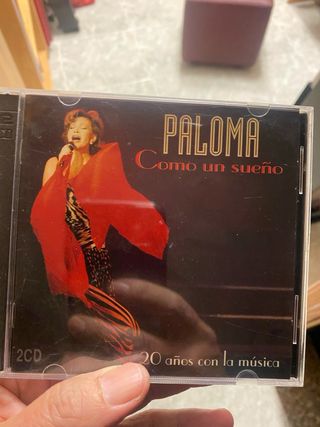 PALOMA
Como un sueño
2CD
20 años con la música